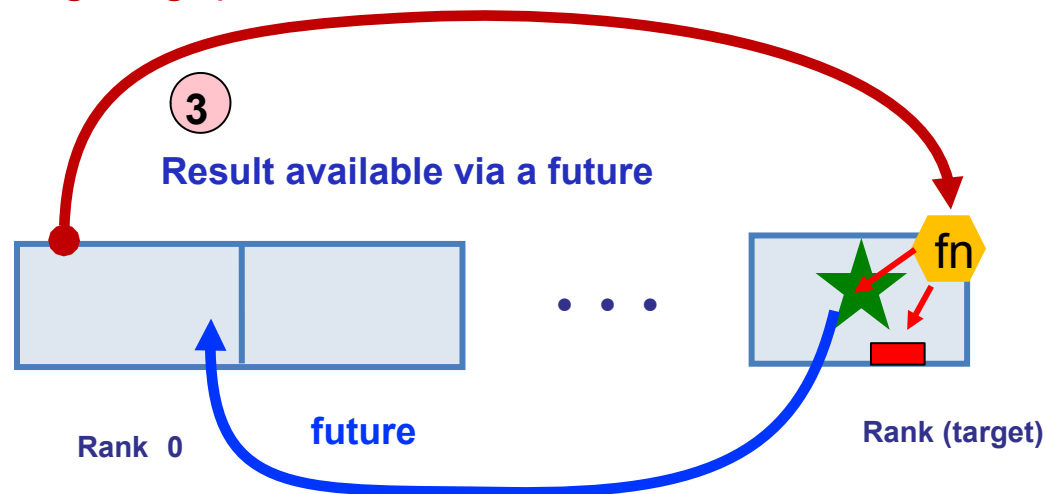 3
Result available via a future
fn
• • •
future
Rank 0
Rank (target)